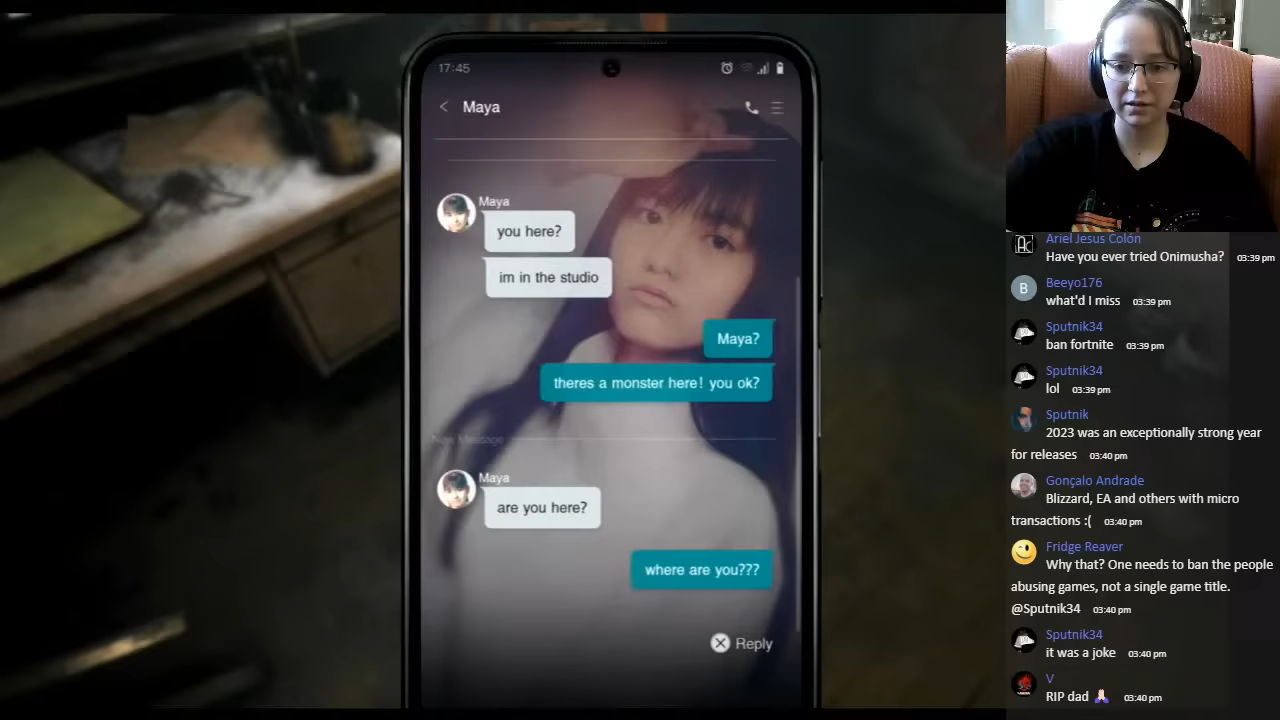 17:45
Maya
Maya
you here?
im in the studio
Maya?
theres a monster here! you ok?
New Message
Maya
are you here?
where are you???
Reply
Ariel Jesus Colón
Have you ever tried Onimusha? 03:39 pm
Beeyo176
what'd I miss 03:39 pm
Sputnik34
ban fortnite 03:39 pm
Sputnik34
lol 03:39 pm
Sputnik
2023 was an exceptionally strong year
for releases 03:40 pm
Gonçalo Andrade
Blizzard, EA and others with micro
transactions :( 03:40 pm
Fridge Reaver
Why that? One needs to ban the people
abusing games, not a single game title.
@Sputnik34 03:40 pm
Sputnik34
it was a joke 03:40 pm
V
RIP dad 🙏🏻 03:40 pm
B